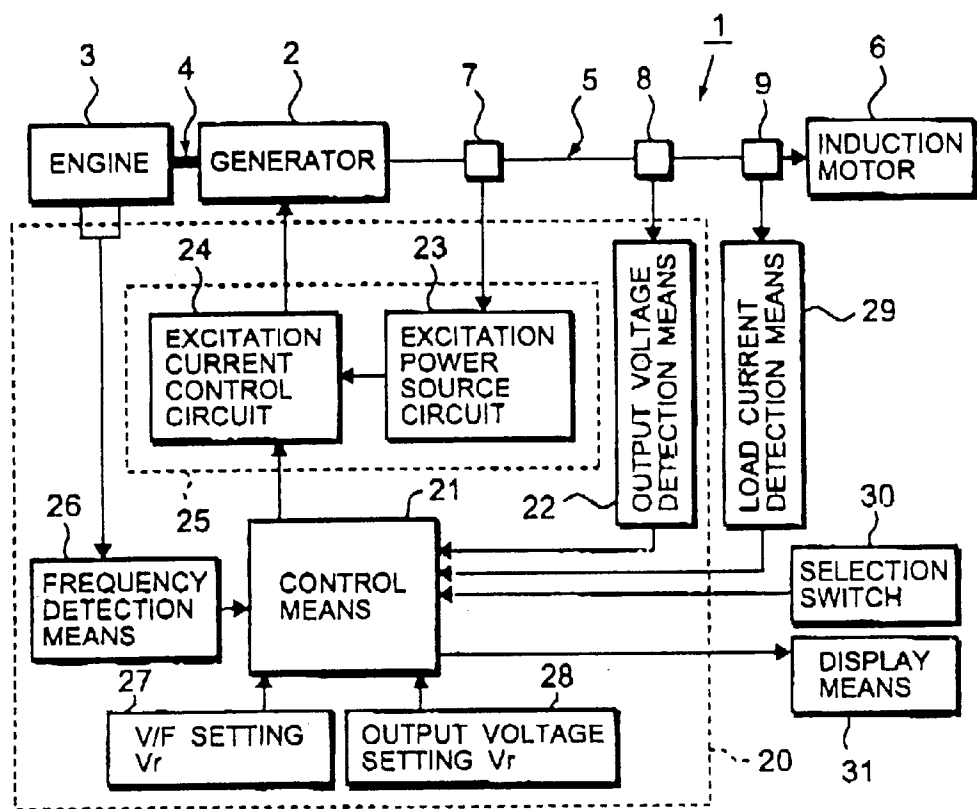 1
3
4
2
7
5
8
9
6
ENGINE
GENERATOR
INDUCTION
MOTOR
24
23
EXCITATION
CURRENT
CONTROL
CIRCUIT
EXCITATION
POWER
SOURCE
CIRCUIT
OUTPUT VOLTAGE
DETECTION MEANS
LOAD CURRENT
DETECTION MEANS
29
26
25
21
22
30
FREQUENCY
DETECTION
MEANS
CONTROL
MEANS
SELECTION
SWITCH
DISPLAY
MEANS
27
28
V/F SETTING
Vr
OUTPUT VOLTAGE
SETTING Vr
20
31